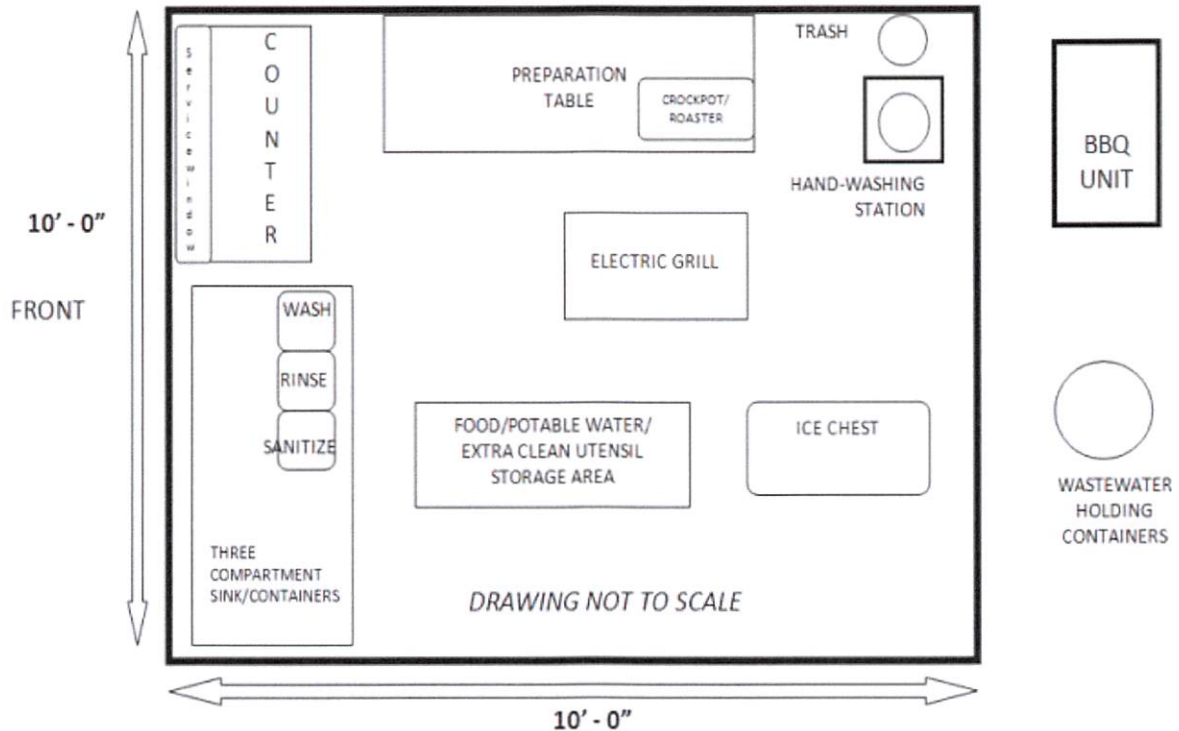 Servicewindow
COUNTER
PREPARATION
TABLE
CROCKPOT/
ROASTER
TRASH
HAND-WASHING
STATION
BBQ
UNIT
10' - 0"
FRONT
ELECTRIC GRILL
WASH
RINSE
SANITIZE
THREE
COMPARTMENT
SINK/CONTAINERS
FOOD/POTABLE WATER/
EXTRA CLEAN UTENSIL
STORAGE AREA
ICE CHEST
WASTEWATER
HOLDING
CONTAINERS
DRAWING NOT TO SCALE
10' - 0"